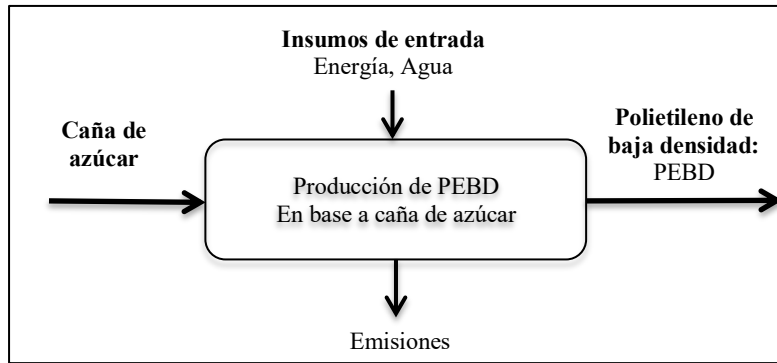 Insumos de entrada
Energía, Agua
Caña de
azúcar
Producción de PEBD
En base a caña de azúcar
Polietileno de
baja densidad:
PEBD
Emisiones